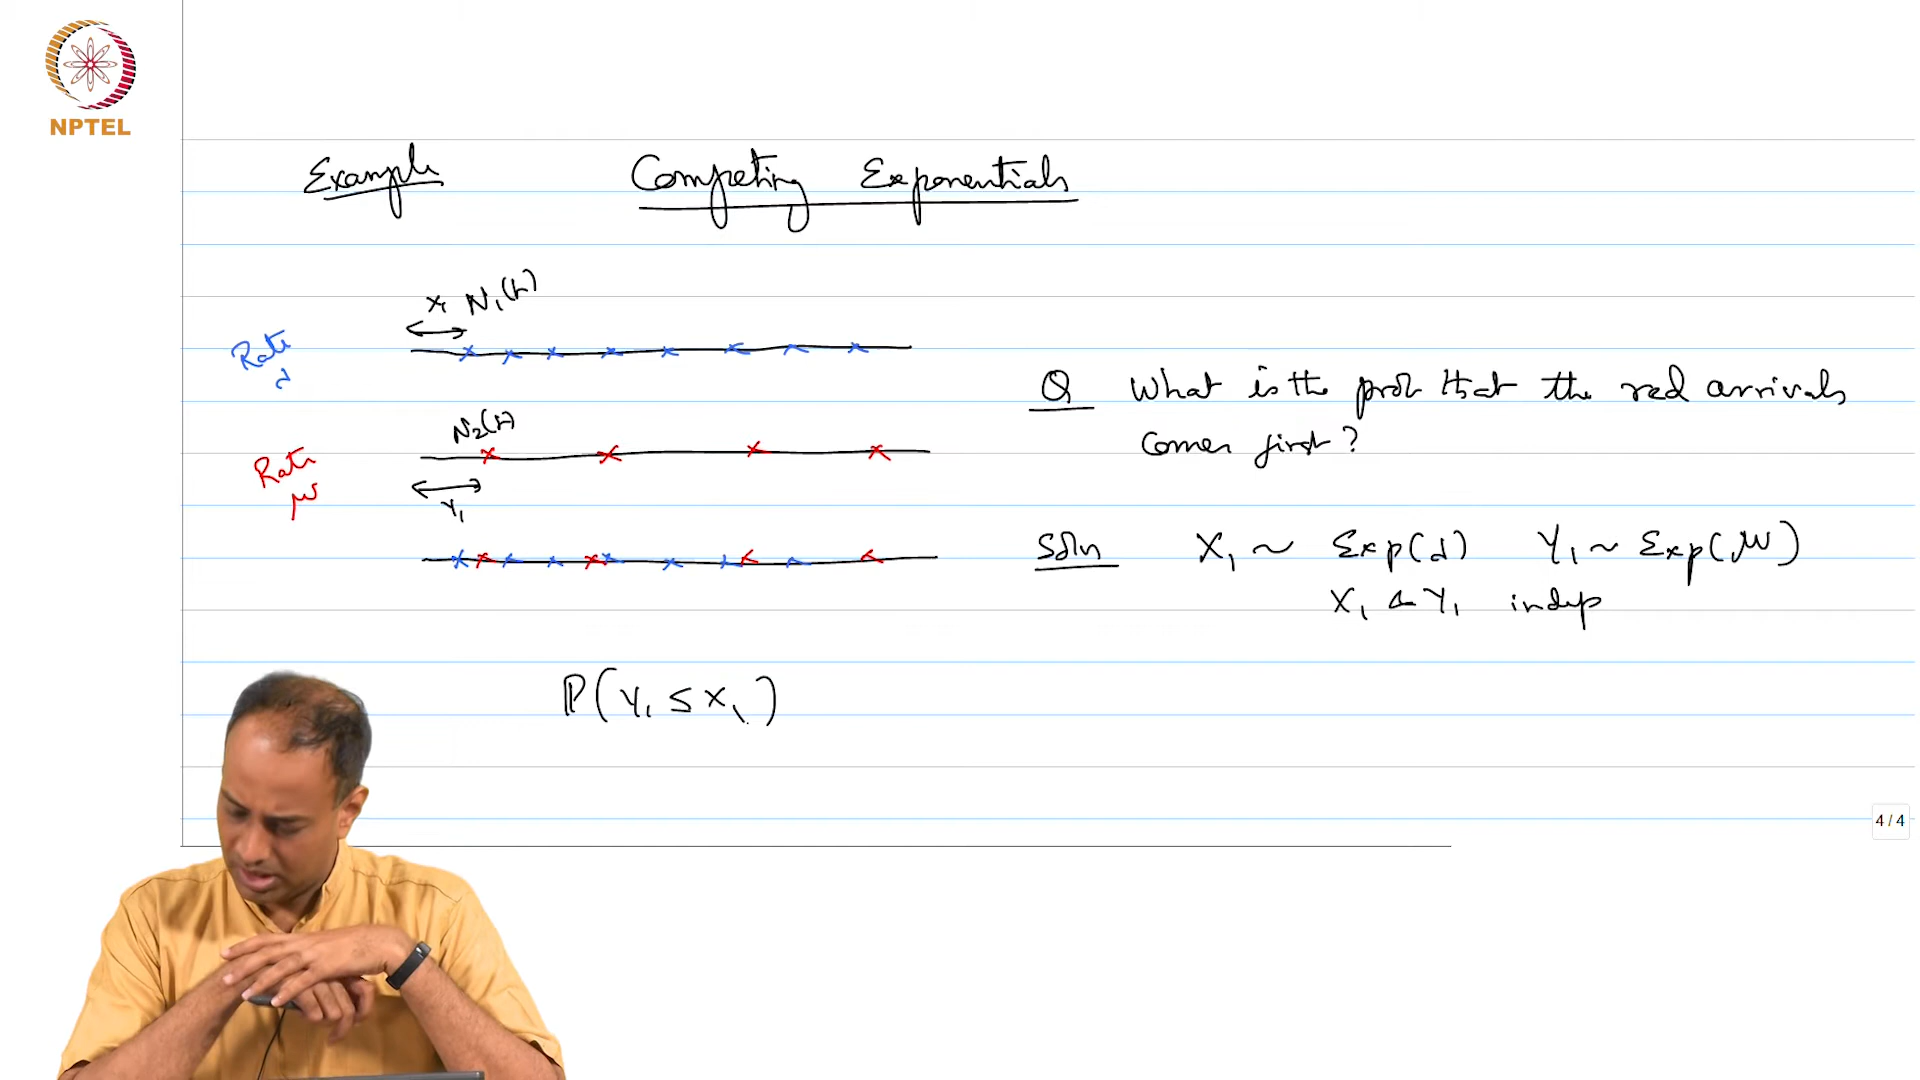 NPTEL
Example Competing Exponentials
X₁ N₁(t)
Rate λ
N₂(t)
Rate μ
Y₁
Q What is the prob that the red arrivals
comes first?
Soln X₁ ~ Exp(λ) Y₁ ~ Exp(μ)
X₁ & Y₁ indep
ℙ(Y₁ ≤ X₁)
4 / 4